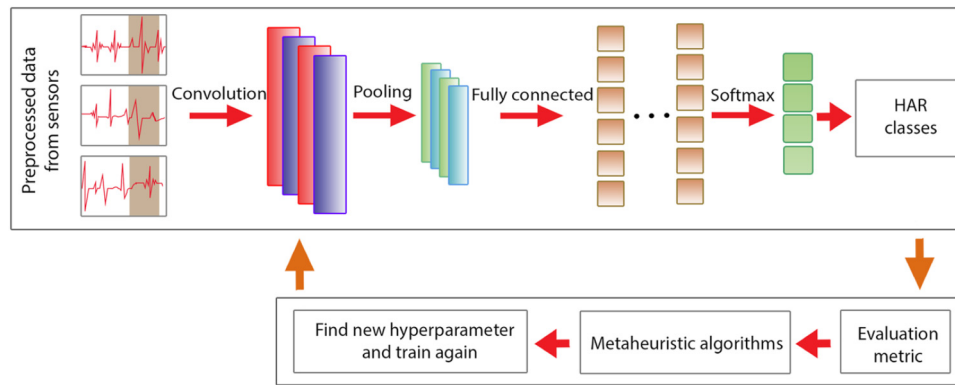 Preprocessed data
from sensors
Convolution
Pooling
Fully connected
Softmax
HAR
classes
Find new hyperparameter
and train again
Metaheuristic algorithms
Evaluation
metric